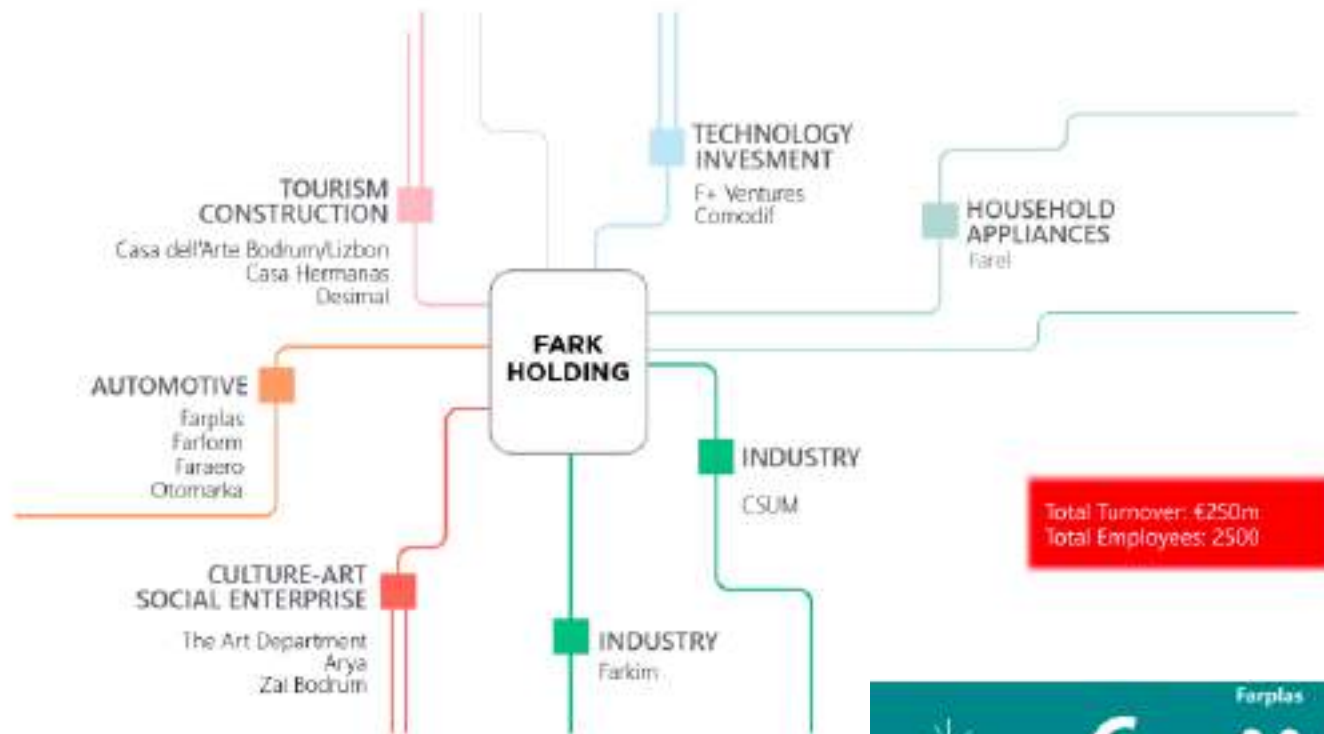 TECHNOLOGY
INVESMENT
F+ Ventures
Comodif
TOURISM
CONSTRUCTION
Casa dell'Arte Bodrum/Lizbon
Casa Hermanas
Desimal
HOUSEHOLD
APPLIANCES
Farel
FARK
HOLDING
AUTOMOTIVE
Farplas
Farform
Faraero
Otomarka
INDUSTRY
CSUM
Total Turnover: €250m
Total Employees: 2500
CULTURE-ART
SOCIAL ENTERPRISE
The Art Department
Arya
Zai Bodrum
INDUSTRY
Farkim
Farplas